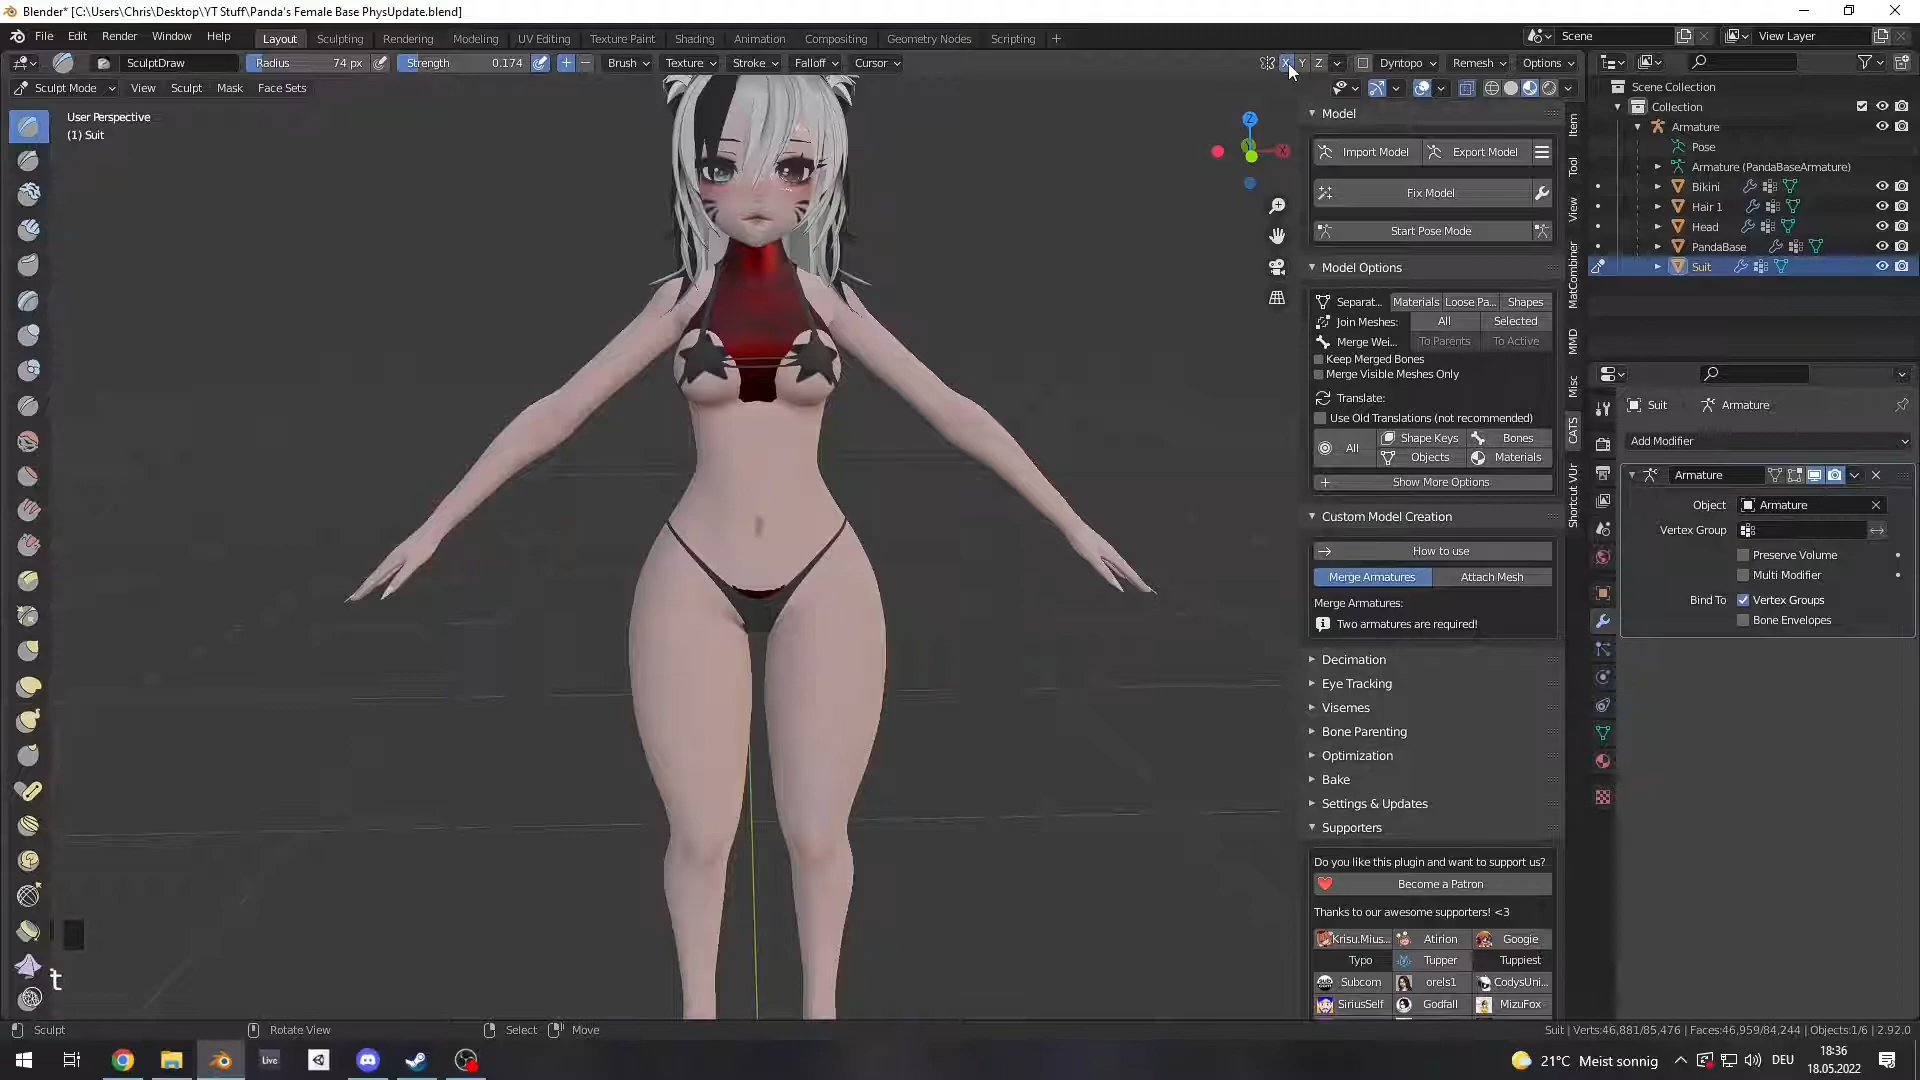 Blender* [C:\Users\Chris\Desktop\YT Stuff\Panda's Female Base PhysUpdate.blend]
File Edit Render Window Help Layout Sculpting Rendering Modeling UV Editing Texture Paint Shading Animation Compositing Geometry Nodes Scripting + Scene View Layer
SculptDraw Radius 74 px Strength 0.174 + − Brush Texture Stroke Falloff Cursor X Y Z Dyntopo Remesh Options
Sculpt Mode View Sculpt Mask Face Sets
User Perspective
(1) Suit
Z
X
Model
Import Model Export Model
Fix Model
Start Pose Mode
Model Options
Separat... Materials Loose Pa... Shapes
Join Meshes: All Selected
Merge Wei... To Parents To Active
Keep Merged Bones
Merge Visible Meshes Only
Translate:
Use Old Translations (not recommended)
All Shape Keys Bones
Objects Materials
Show More Options
Custom Model Creation
How to use
Merge Armatures Attach Mesh
Merge Armatures:
Two armatures are required!
Decimation
Eye Tracking
Visemes
Bone Parenting
Optimization
Bake
Settings & Updates
Supporters
Do you like this plugin and want to support us?
Become a Patron
Thanks to our awesome supporters! <3
Krisu.Mius... Atirion Googie
Typo Tupper Tuppiest
Subcom orels1 CodysUni...
SiriusSelf Godfall MizuFox
Item
Tool
View
MatCombiner
MMD
Misc
CATS
Shortcut VUr
Scene Collection
Collection
Armature
Pose
Armature (PandaBaseArmature)
Bikini
Hair 1
Head
PandaBase
Suit
Suit Armature
Add Modifier
Armature
Object Armature
Vertex Group
Preserve Volume
Multi Modifier
Bind To Vertex Groups
Bone Envelopes
t
Sculpt Rotate View Select Move Suit | Verts:46,881/85,476 | Faces:46,959/84,244 | Objects:1/6 | 2.92.0
Live 21°C Meist sonnig DEU 18:36
18.05.2022